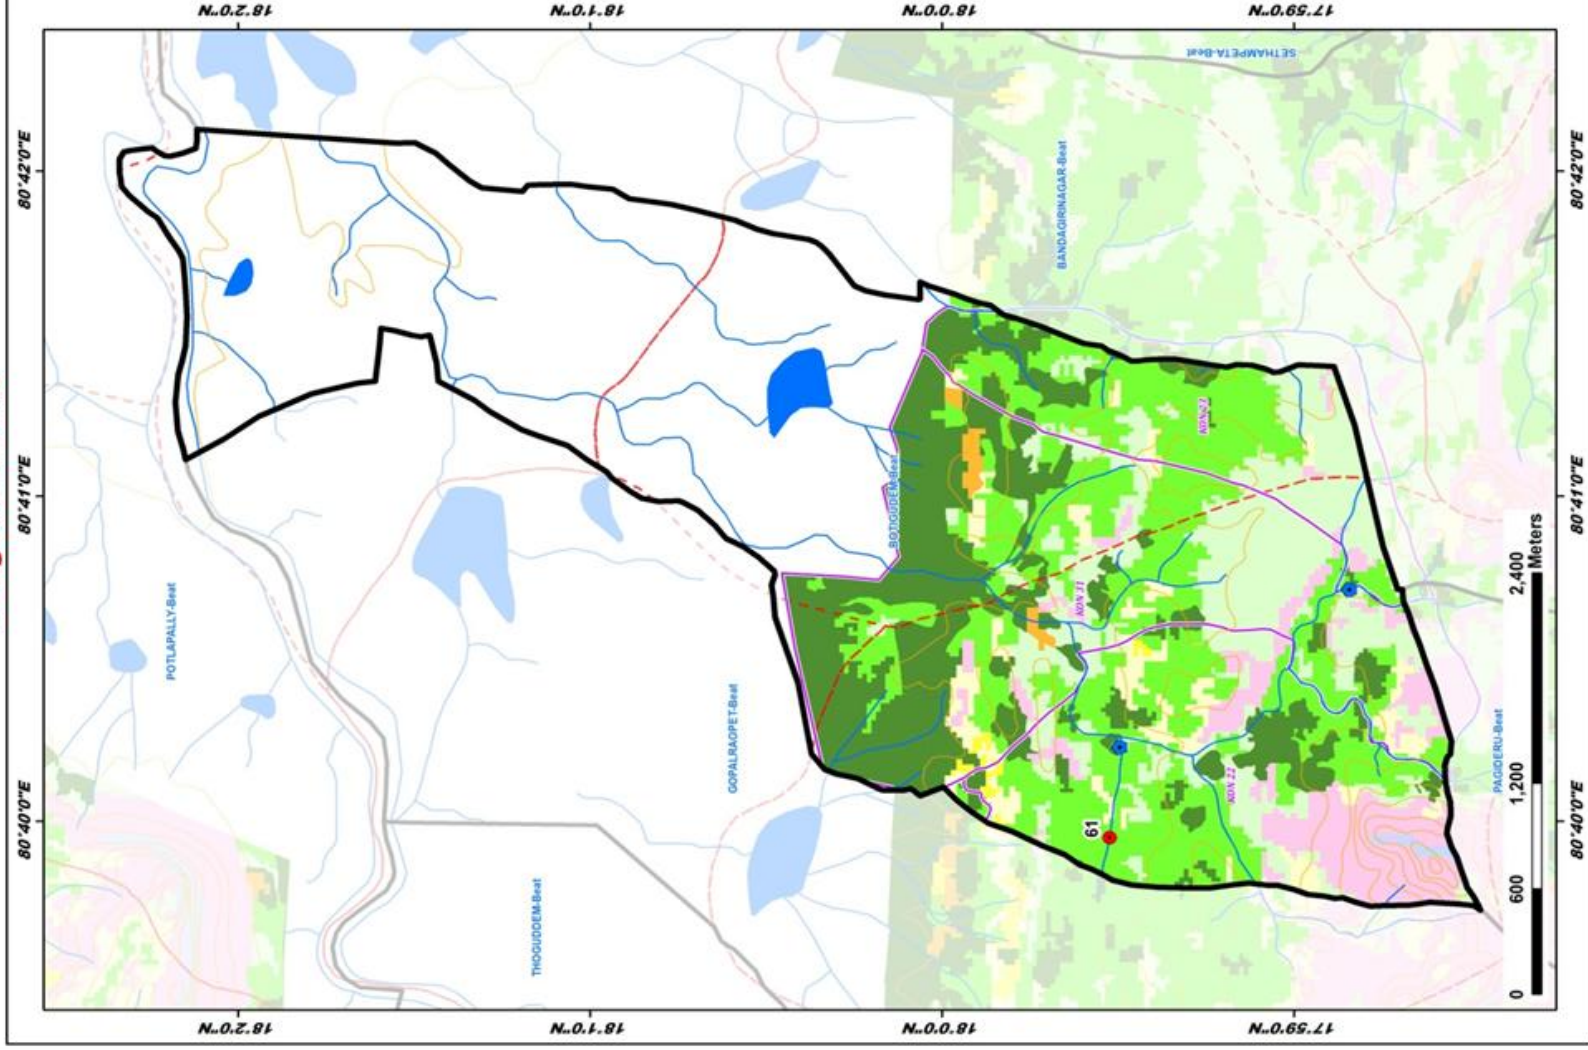 18°2'0"N
18°1'0"N
18°0'0"N
17°59'0"N
80°42'0"E
80°42'0"E
SETHAMPETA-Beat
BANDAGIRINAGAR-Beat
80°41'0"E
80°41'0"E
POTLAPALLY-Beat
BOTIGUDEM-Beat
KON 31
GOPALRAOPET-Beat
KON 22
PAGIDERU-Beat
61
THOGUDDEM-Beat
80°40'0"E
80°40'0"E
0
600
1,200
2,400
Meters
18°2'0"N
18°1'0"N
18°0'0"N
17°59'0"N